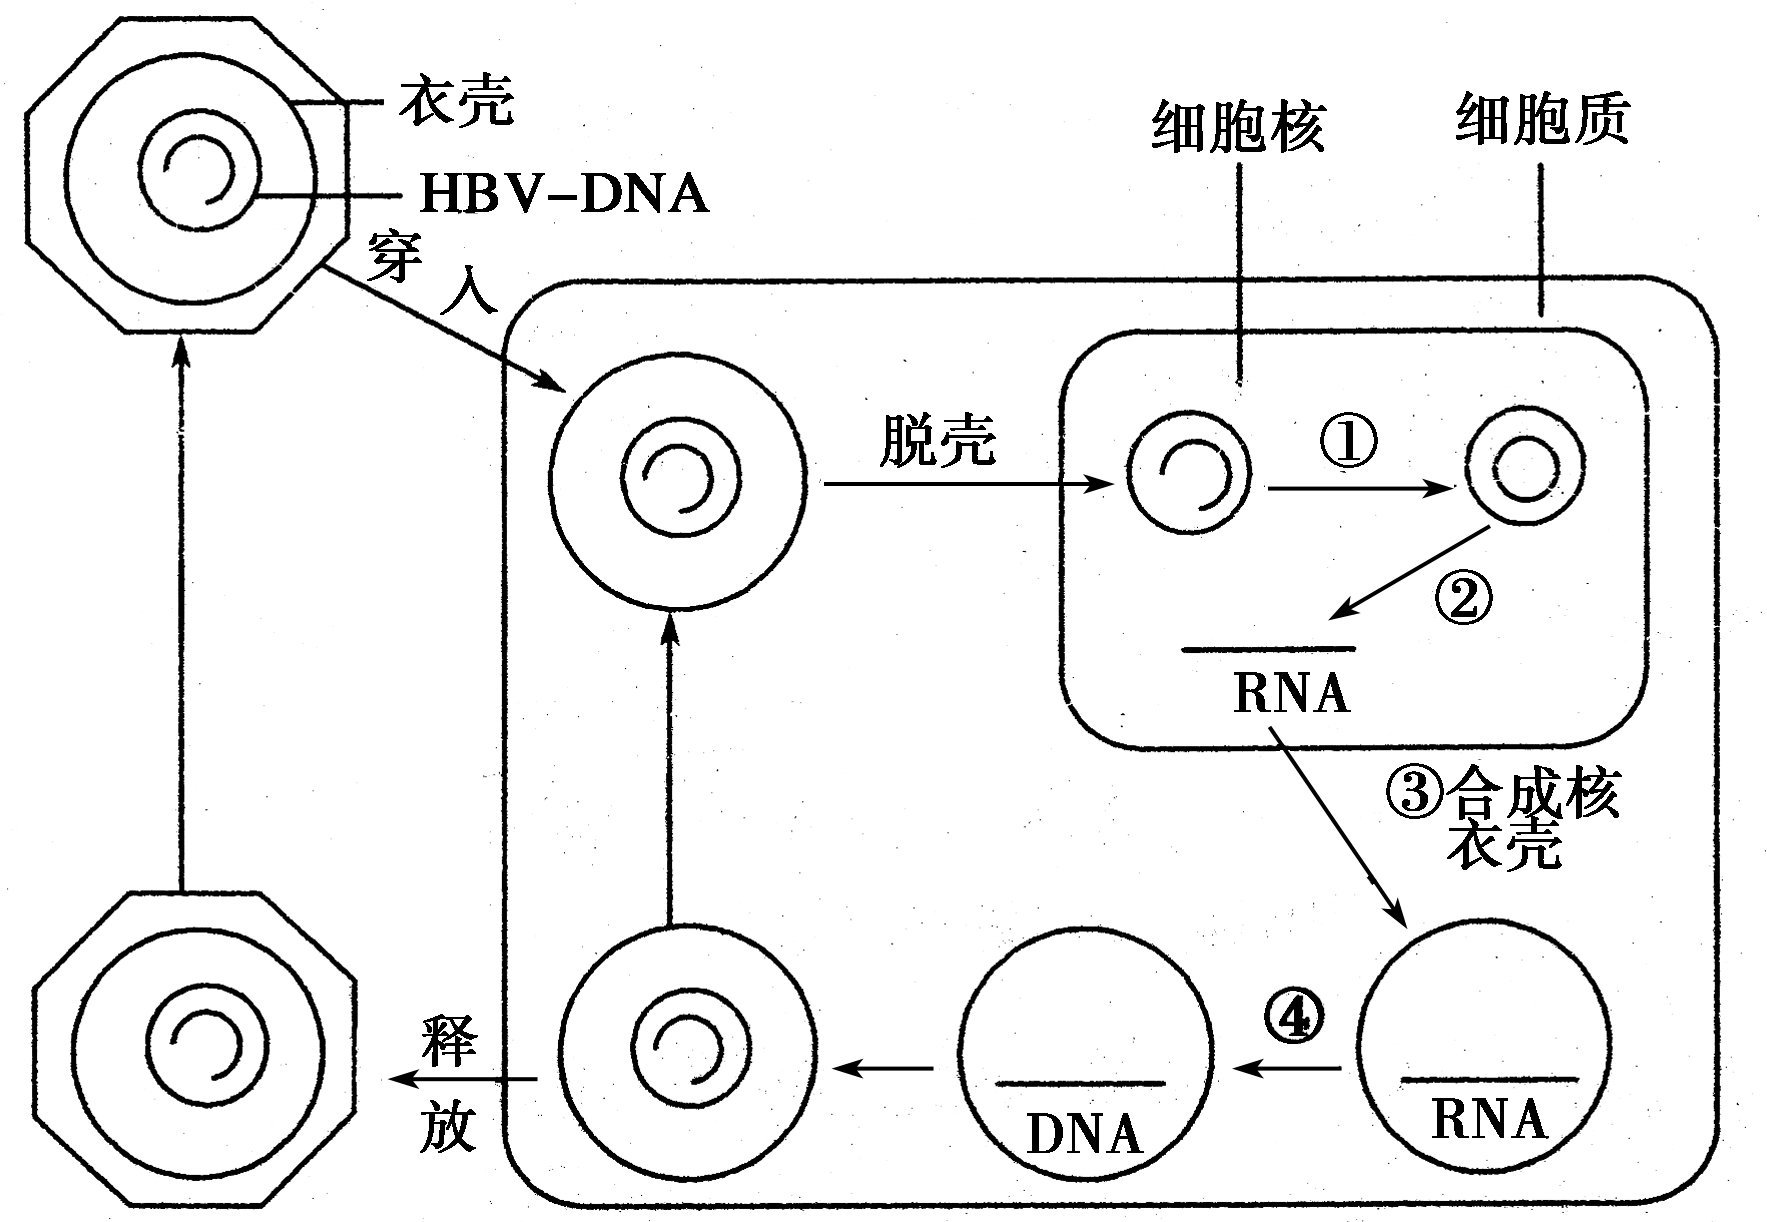 衣壳
HBV-DNA
穿入
细胞核
细胞质
脱壳
①
②
RNA
③合成核
衣壳
④
RNA
DNA
释
放